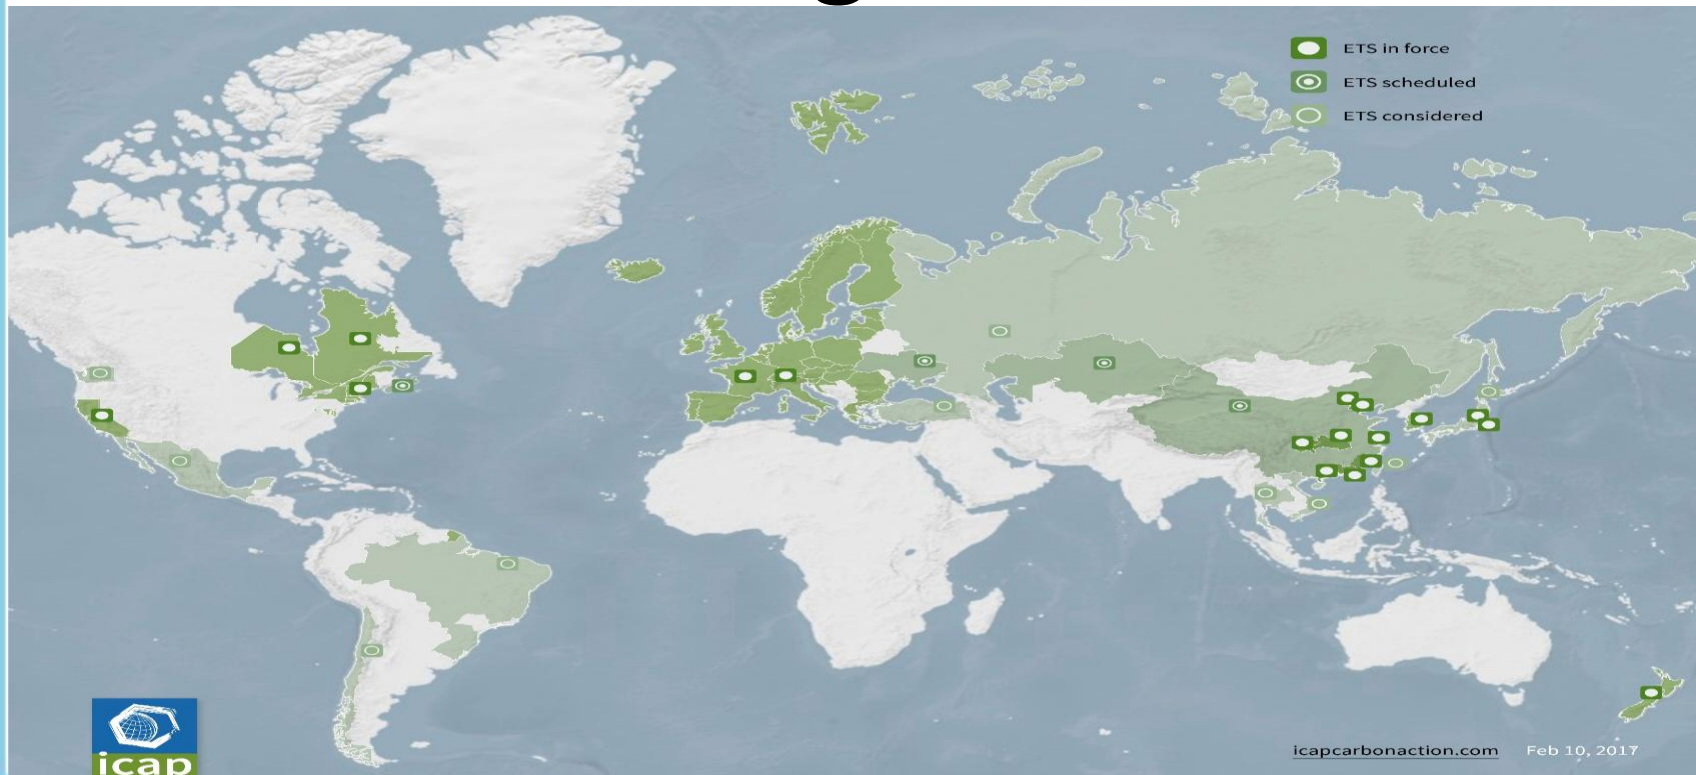 ETS in force
ETS scheduled
ETS considered
icapcarbonaction.com Feb 10, 2017
icap